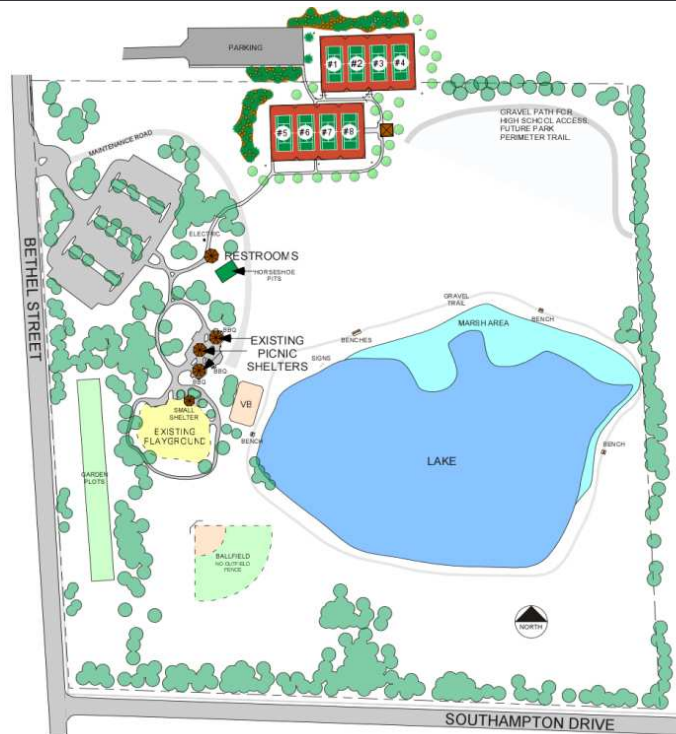 PARKING
#1
#2
#3
#4
#5
#6
#7
#8
GRAVEL PATH FOR
HIGH SCHOOL ACCESS.
FUTURE PARK
PERIMETER TRAIL.
MAINTENANCE ROAD
ELECTRIC
RESTROOMS
HORSESHOE
PITS
BETHEL STREET
GRAVEL
TRAIL
BENCH
MARSH AREA
BENCHES
SIGNS
BBQ
EXISTING
PICNIC
SHELTERS
BBQ
BBQ
SMALL
SHELTER
VB
EXISTING
PLAYGROUND
BENCH
BENCH
LAKE
GARDEN
PLOTS
BALLFIELD
NO OUTFIELD
FENCE
NORTH
SOUTHAMPTON DRIVE